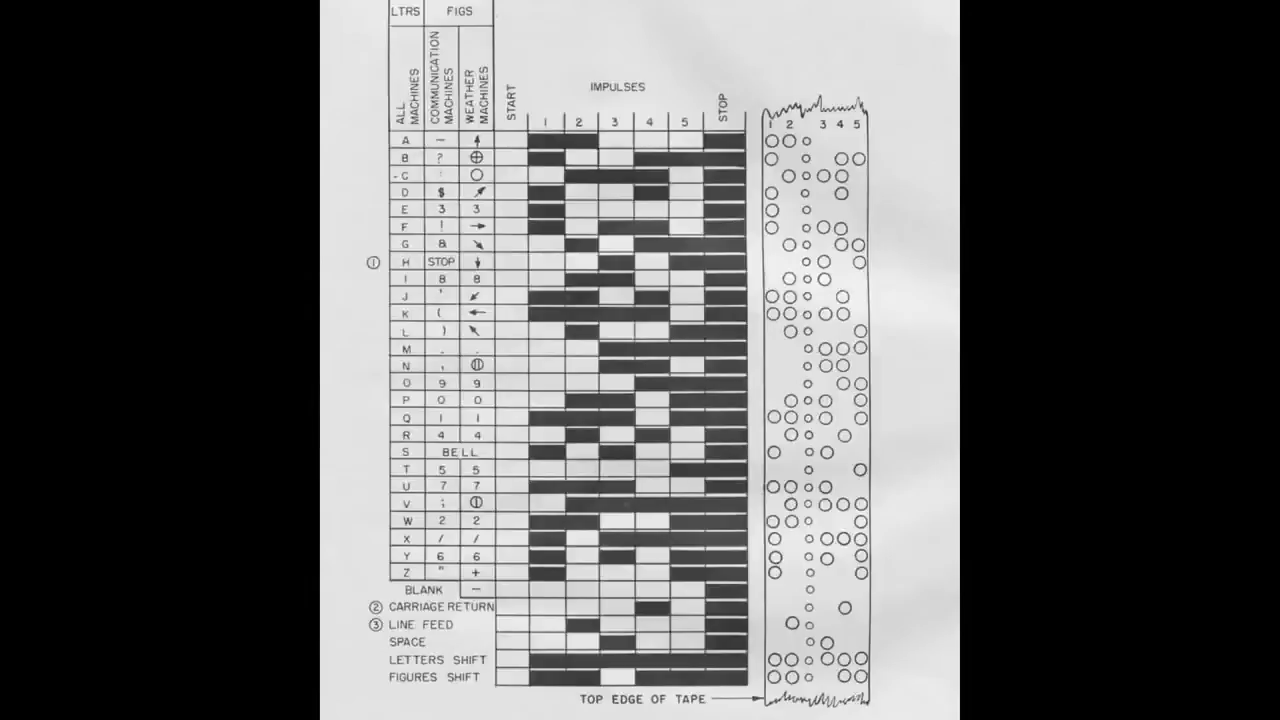 LTRS FIGS
ALL MACHINES COMMUNICATION MACHINES WEATHER MACHINES START IMPULSES STOP
1 2 3 4 5 1 2 3 4 5
A - ↑
B ? ⊕
-C : ○
D $ ↗
E 3 3
F ! →
G & ↘
① H STOP ↓
I 8 8
J ' ↙
K ( ←
L ) ↖
M . .
N , ⦷
O 9 9
P 0 0
Q 1 1
R 4 4
S BELL
T 5 5
U 7 7
V ; ⦶
W 2 2
X / /
Y 6 6
Z " +
BLANK -
② CARRIAGE RETURN
③ LINE FEED
SPACE
LETTERS SHIFT
FIGURES SHIFT
TOP EDGE OF TAPE